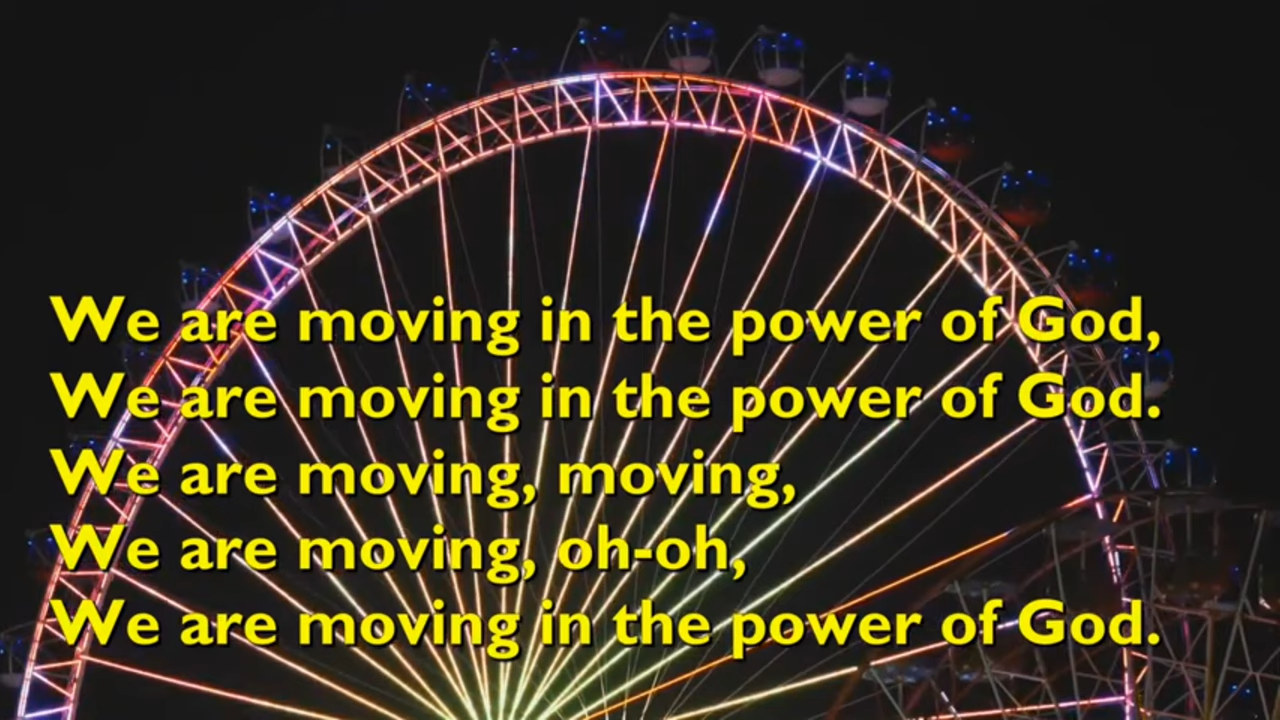 We are moving in the power of God,
We are moving in the power of God.
We are moving, moving,
We are moving, oh-oh,
We are moving in the power of God.